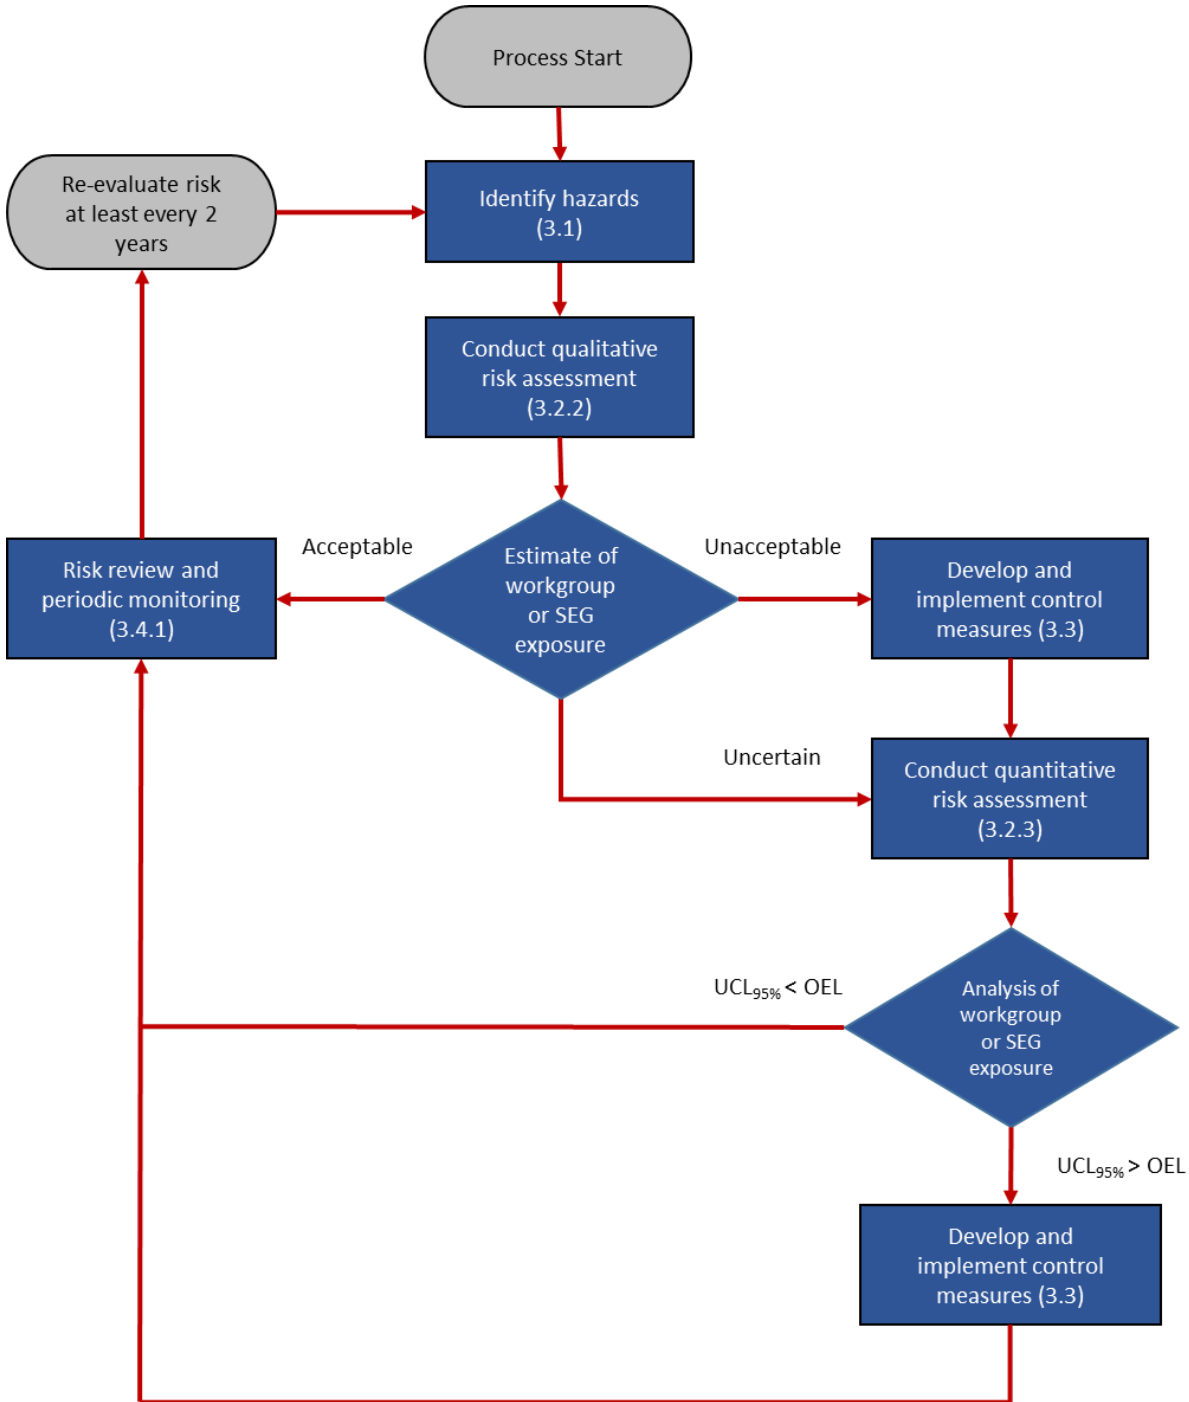 Process Start
Re-evaluate risk
at least every 2
years
Identify hazards
(3.1)
Conduct qualitative
risk assessment
(3.2.2)
Acceptable
Estimate of
workgroup
or SEG
exposure
Unacceptable
Risk review and
periodic monitoring
(3.4.1)
Develop and
implement control
measures (3.3)
Uncertain
Conduct quantitative
risk assessment
(3.2.3)
UCL95% < OEL
Analysis of
workgroup
or SEG
exposure
UCL95% > OEL
Develop and
implement control
measures (3.3)